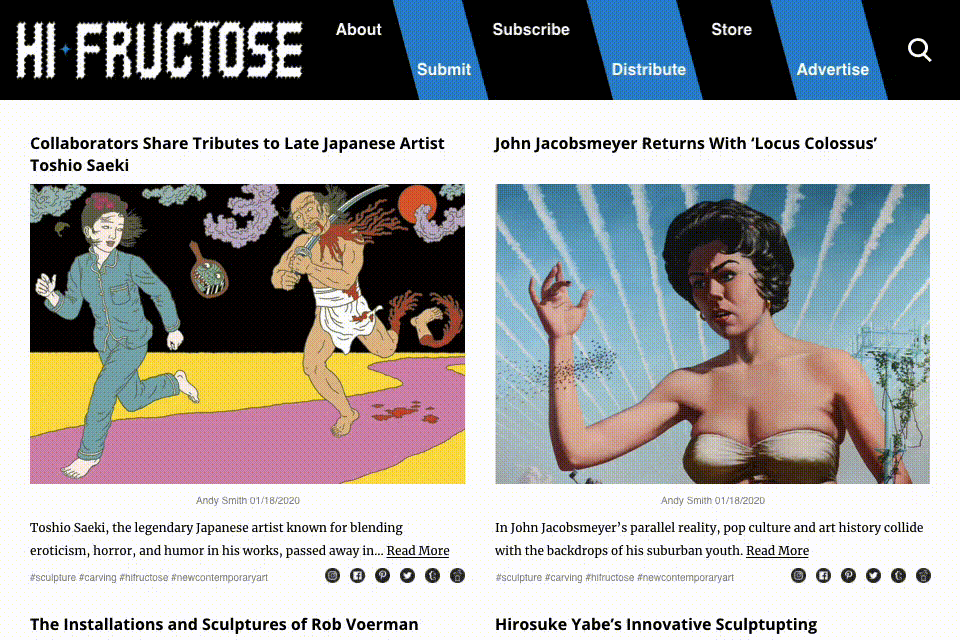 HI-FRUCTOSE
About
Submit
Subscribe
Distribute
Store
Advertise
Collaborators Share Tributes to Late Japanese Artist
Toshio Saeki
Andy Smith 01/18/2020
Toshio Saeki, the legendary Japanese artist known for blending
eroticism, horror, and humor in his works, passed away in... Read More
#sculpture #carving #hifructose #newcontemporaryart
John Jacobsmeyer Returns With ‘Locus Colossus’
Andy Smith 01/18/2020
In John Jacobsmeyer’s parallel reality, pop culture and art history collide
with the backdrops of his suburban youth. Read More
#sculpture #carving #hifructose #newcontemporaryart
The Installations and Sculptures of Rob Voerman
Hirosuke Yabe’s Innovative Sculptupting